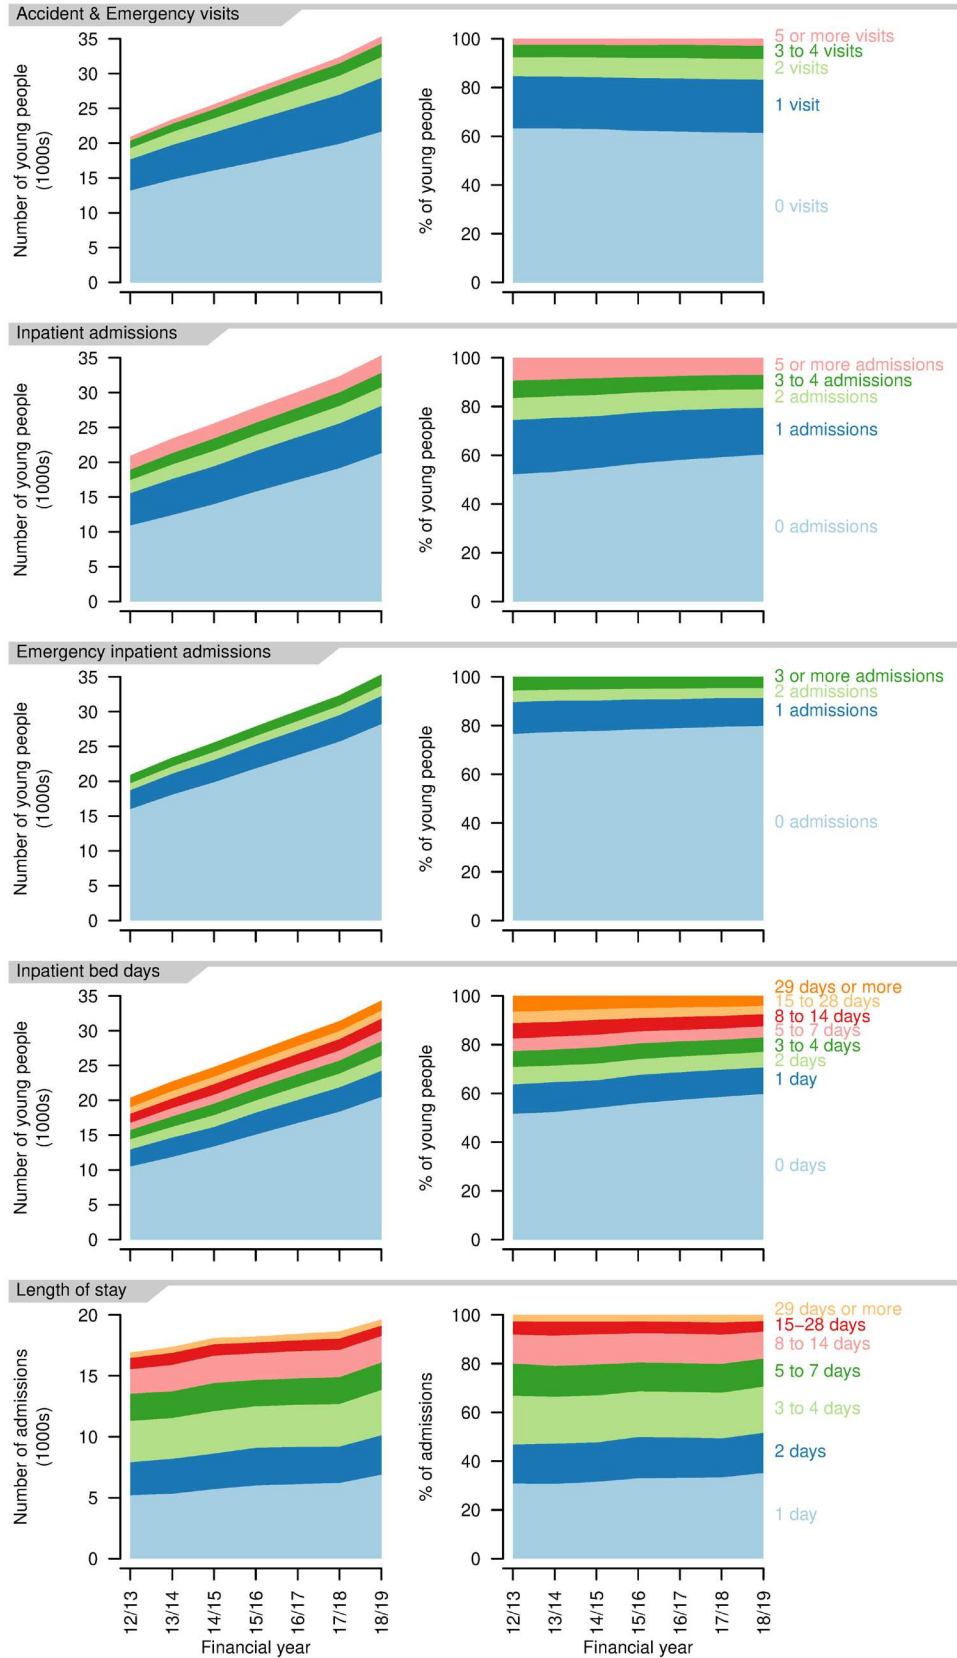 Accident & Emergency visits
Number of young people
(1000s)
35
30
25
20
15
10
5
0
% of young people
100
80
60
40
20
0
5 or more visits
3 to 4 visits
2 visits
1 visit
0 visits
Inpatient admissions
Number of young people
(1000s)
35
30
25
20
15
10
5
0
% of young people
100
80
60
40
20
0
5 or more admissions
3 to 4 admissions
2 admissions
1 admissions
0 admissions
Emergency inpatient admissions
Number of young people
(1000s)
35
30
25
20
15
10
5
0
% of young people
100
80
60
40
20
0
3 or more admissions
2 admissions
1 admissions
0 admissions
Inpatient bed days
Number of young people
(1000s)
35
30
25
20
15
10
5
0
% of young people
100
80
60
40
20
0
29 days or more
15 to 28 days
8 to 14 days
5 to 7 days
3 to 4 days
2 days
1 day
0 days
Length of stay
Number of admissions
(1000s)
20
15
10
5
0
% of admissions
100
80
60
40
20
0
29 days or more
15–28 days
8 to 14 days
5 to 7 days
3 to 4 days
2 days
1 day
12/13 13/14 14/15 15/16 16/17 17/18 18/19
Financial year
12/13 13/14 14/15 15/16 16/17 17/18 18/19
Financial year